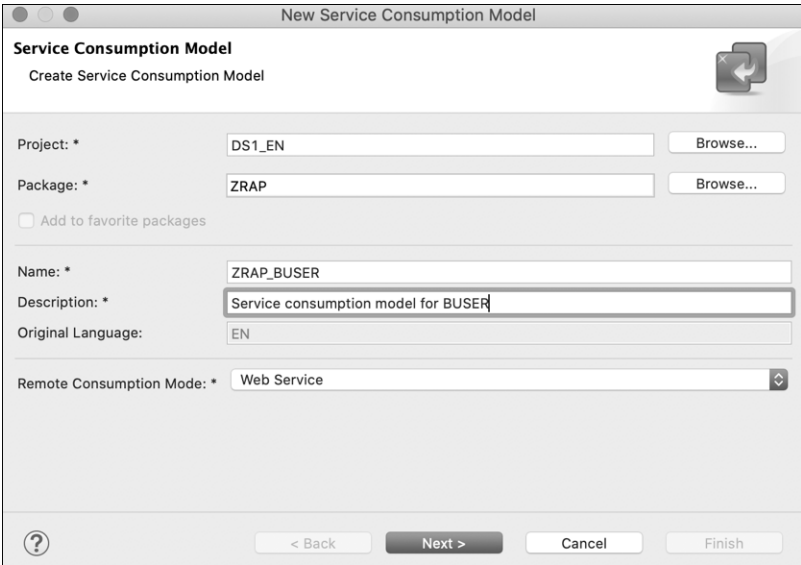 New Service Consumption Model
Service Consumption Model
Create Service Consumption Model
Project: * DS1_EN Browse...
Package: * ZRAP Browse...
Add to favorite packages
Name: * ZRAP_BUSER
Description: * Service consumption model for BUSER
Original Language: EN
Remote Consumption Mode: * Web Service
? < Back Next > Cancel Finish